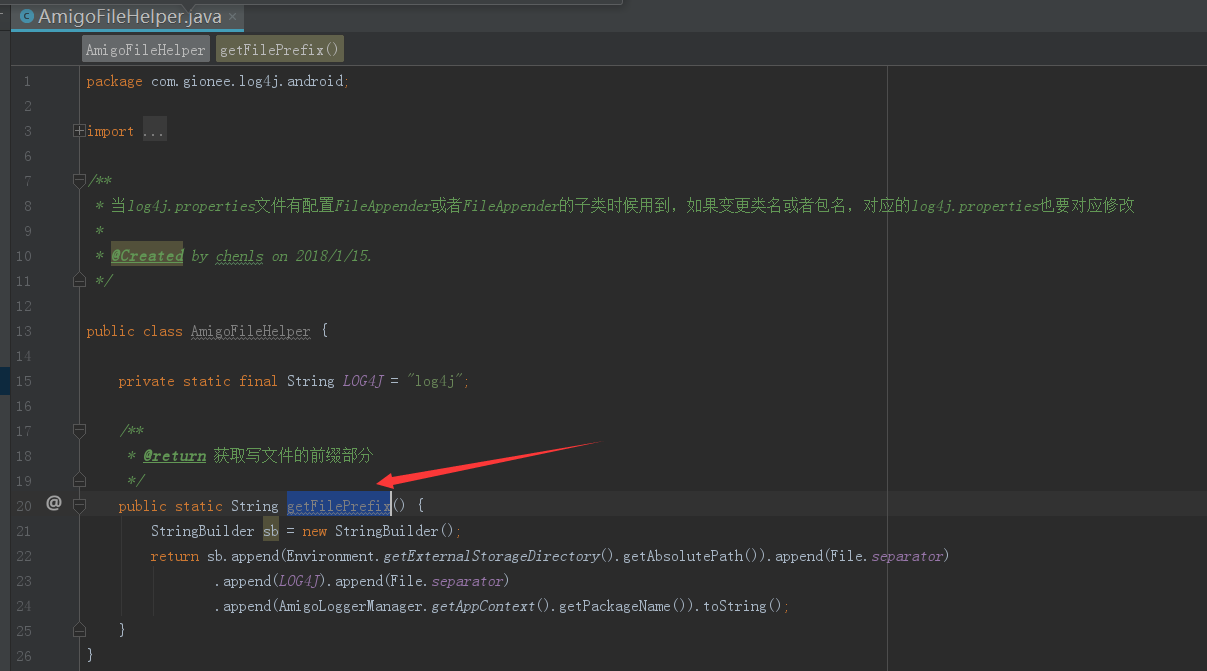 AmigoFileHelper.java ×
AmigoFileHelper getFilePrefix()
1 package com.gionee.log4j.android;
2
3 import ...
6
7 /**
8 * 当log4j.properties文件有配置FileAppender或者FileAppender的子类时候用到，如果变更类名或者包名，对应的log4j.properties也要对应修改
9 *
10 * @Created by chenls on 2018/1/15.
11 */
12
13 public class AmigoFileHelper {
14
15 private static final String LOG4J = "log4j";
16
17 /**
18 * @return 获取写文件的前缀部分
19 */
20 @ public static String getFilePrefix() {
21 StringBuilder sb = new StringBuilder();
22 return sb.append(Environment.getExternalStorageDirectory().getAbsolutePath()).append(File.separator)
23 .append(LOG4J).append(File.separator)
24 .append(AmigoLoggerManager.getAppContext().getPackageName()).toString();
25 }
26 }